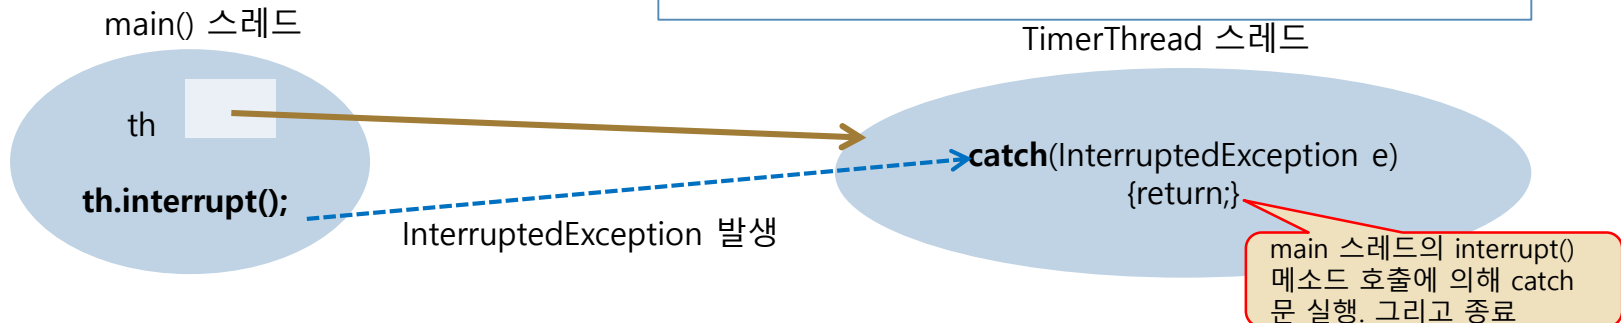 main() 스레드
TimerThread 스레드
th
th.interrupt();
InterruptedException 발생
catch(InterruptedException e)
{return;}
main 스레드의 interrupt()
메소드 호출에 의해 catch
문 실행. 그리고 종료